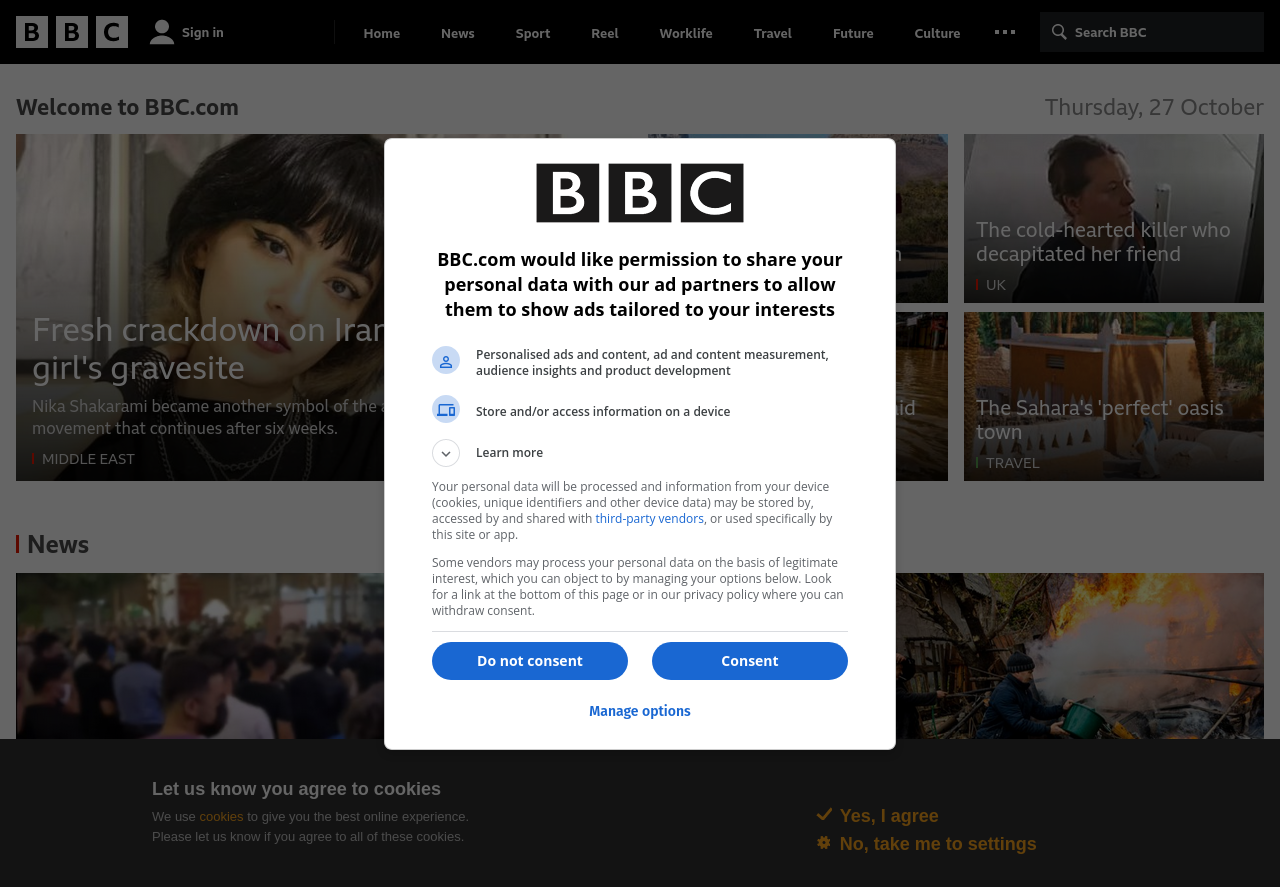 BBC
Sign in
Home
News
Sport
Reel
Worklife
Travel
Future
Culture
Search BBC
Welcome to BBC.com
Thursday, 27 October
Fresh crackdown on Iran
girl's gravesite
Nika Shakarami became another symbol of the
movement that continues after six weeks.
MIDDLE EAST
The cold-hearted killer who
decapitated her friend
UK
The Sahara's 'perfect' oasis
town
TRAVEL
News
BBC
BBC.com would like permission to share your
personal data with our ad partners to allow
them to show ads tailored to your interests
Personalised ads and content, ad and content measurement,
audience insights and product development
Store and/or access information on a device
Learn more
Your personal data will be processed and information from your device
(cookies, unique identifiers and other device data) may be stored by,
accessed by and shared with third-party vendors, or used specifically by
this site or app.
Some vendors may process your personal data on the basis of legitimate
interest, which you can object to by managing your options below. Look
for a link at the bottom of this page or in our privacy policy where you can
withdraw consent.
Do not consent
Consent
Manage options
Let us know you agree to cookies
We use cookies to give you the best online experience.
Please let us know if you agree to all of these cookies.
Yes, I agree
No, take me to settings